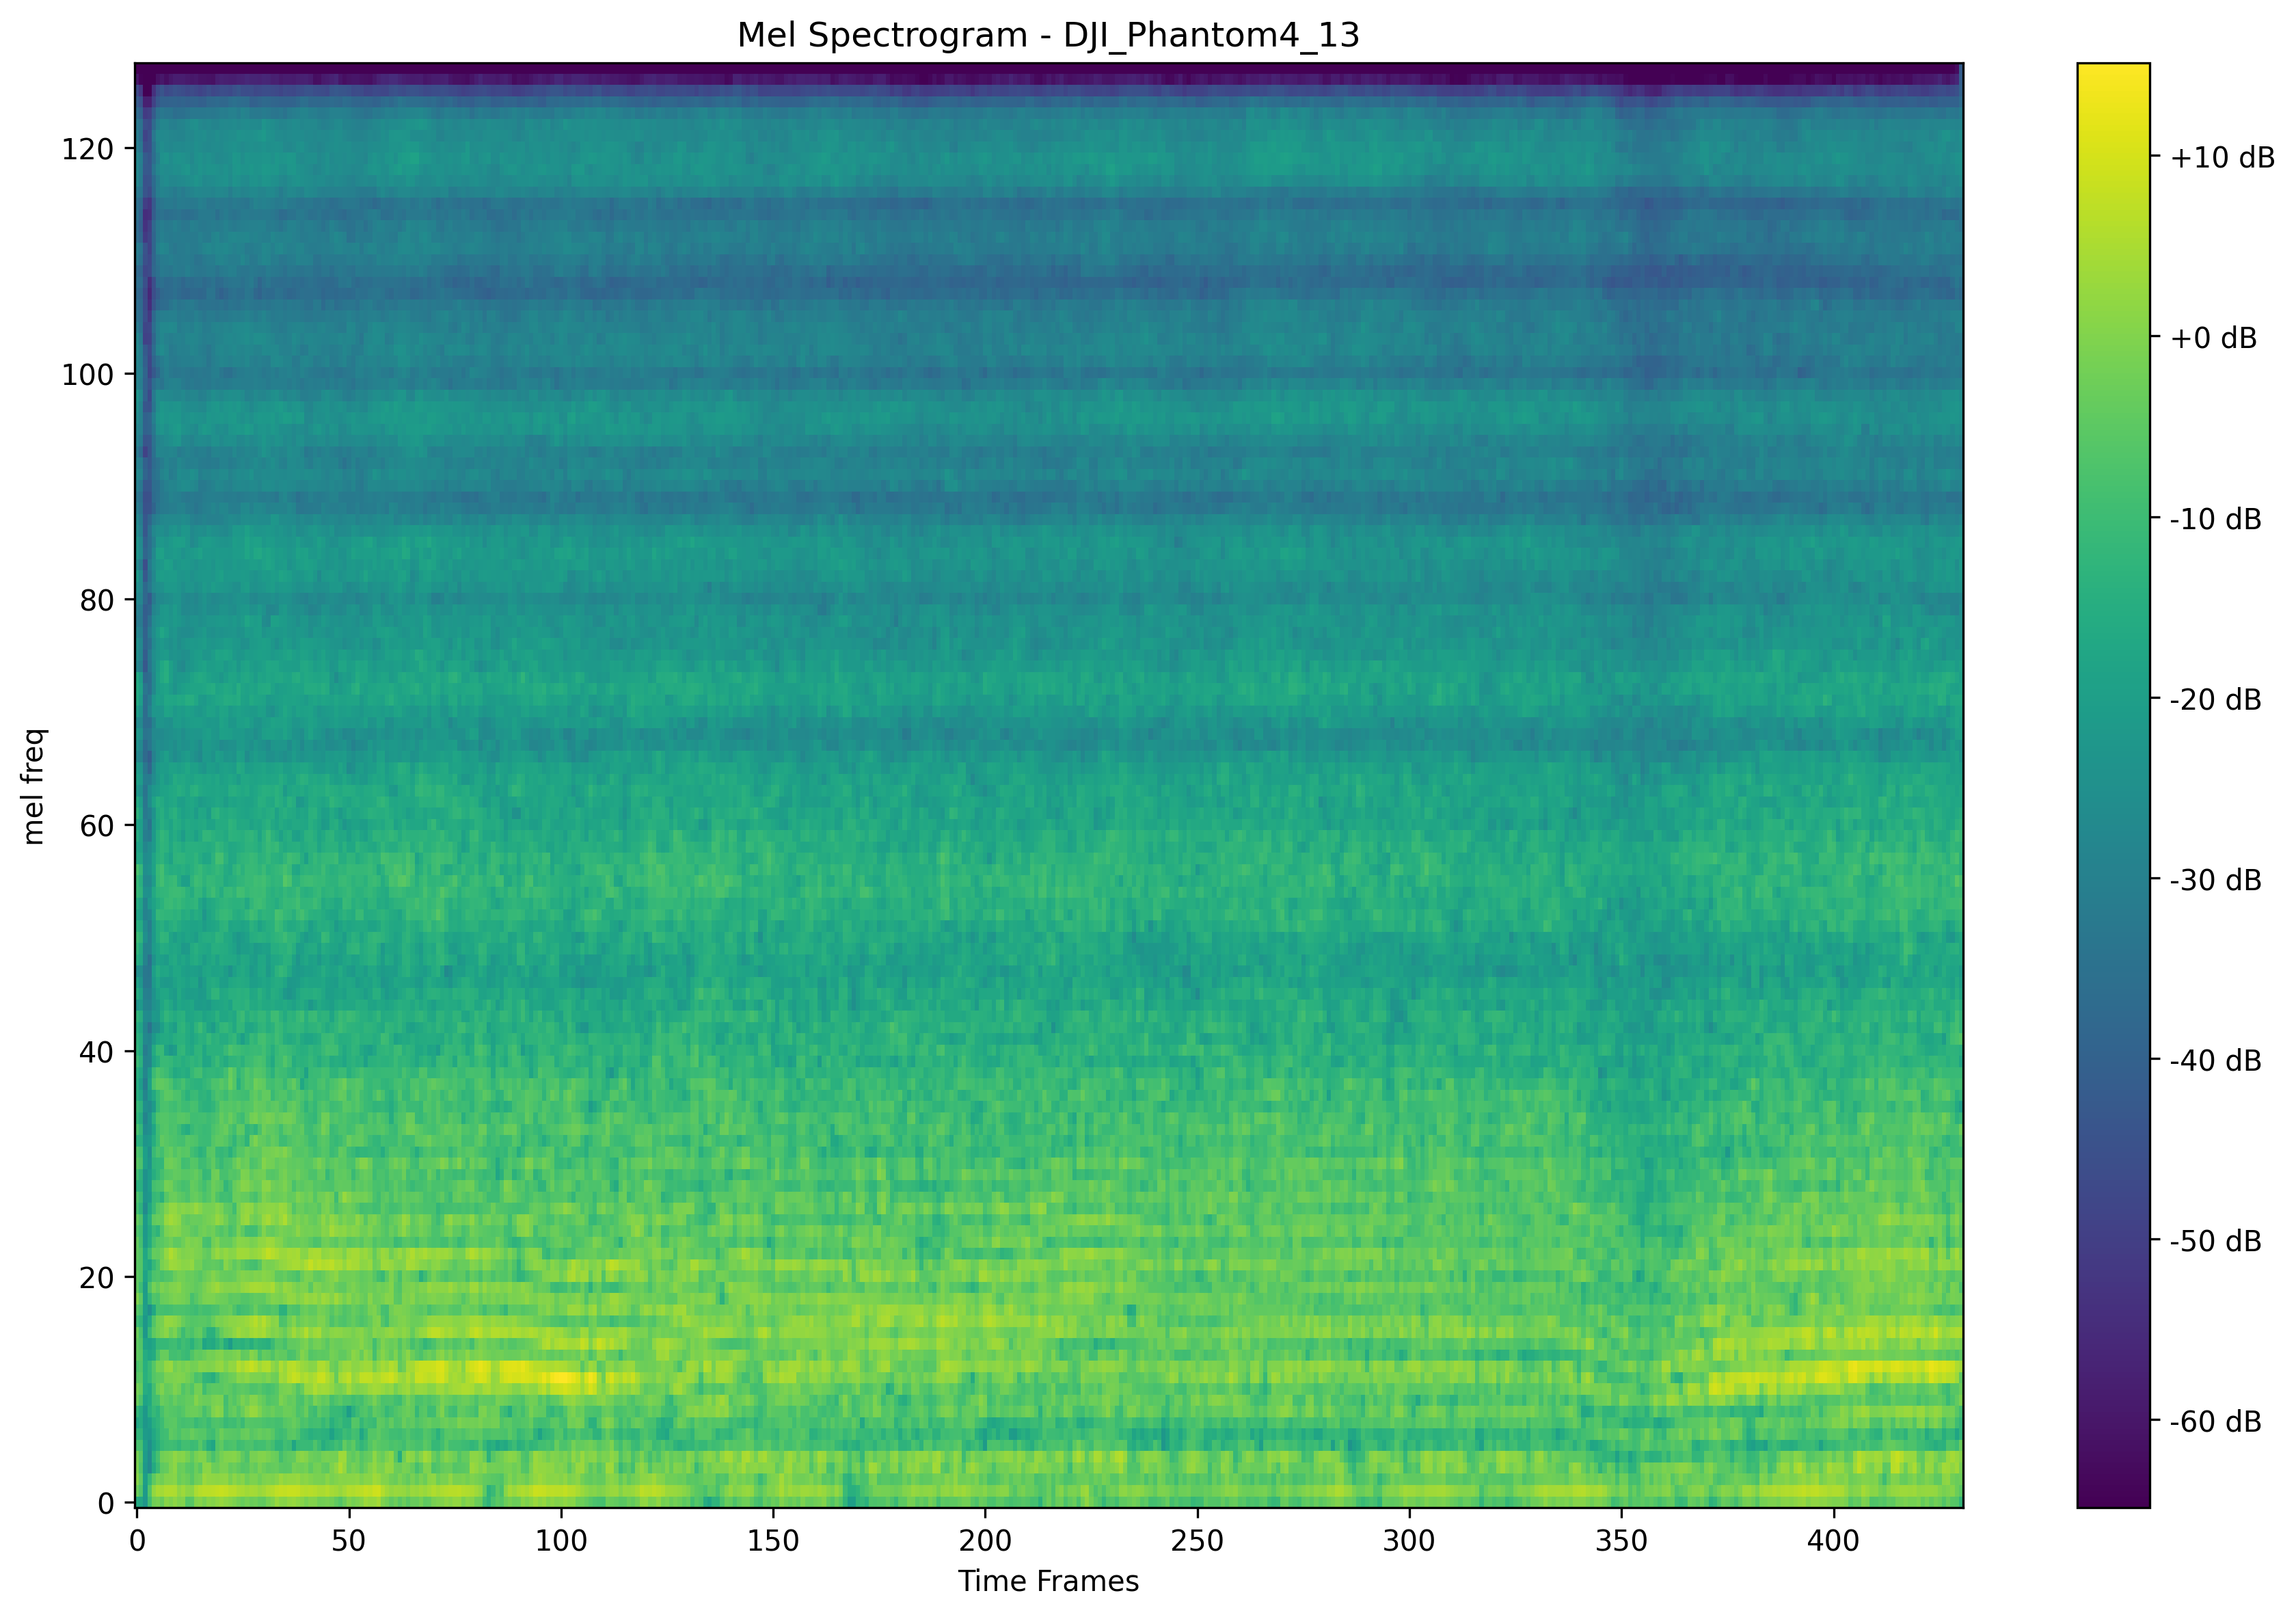 Mel Spectrogram - DJI_Phantom4_13
120
100
80
60
40
20
0
mel freq
0 50 100 150 200 250 300 350 400
Time Frames
+10 dB
+0 dB
-10 dB
-20 dB
-30 dB
-40 dB
-50 dB
-60 dB